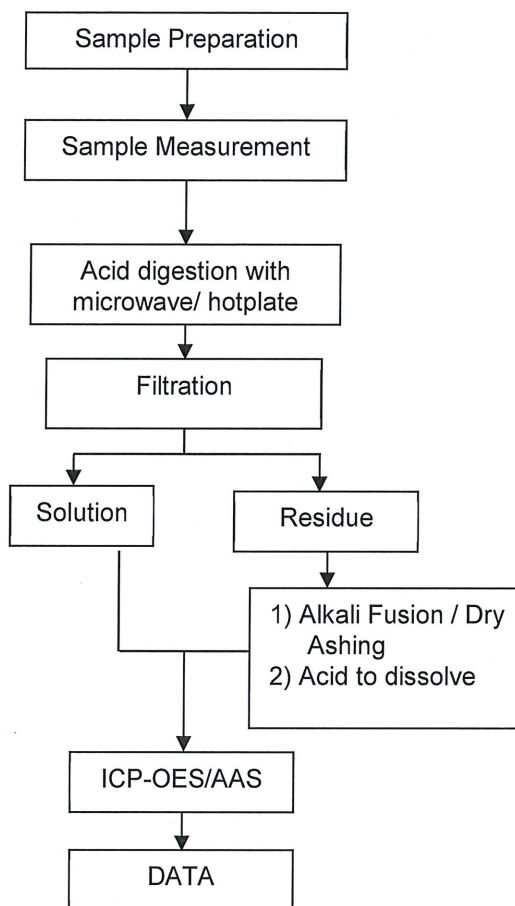 Sample Preparation
Sample Measurement
Acid digestion with
microwave/ hotplate
Filtration
Solution
Residue
1) Alkali Fusion / Dry
Ashing
2) Acid to dissolve
ICP-OES/AAS
DATA